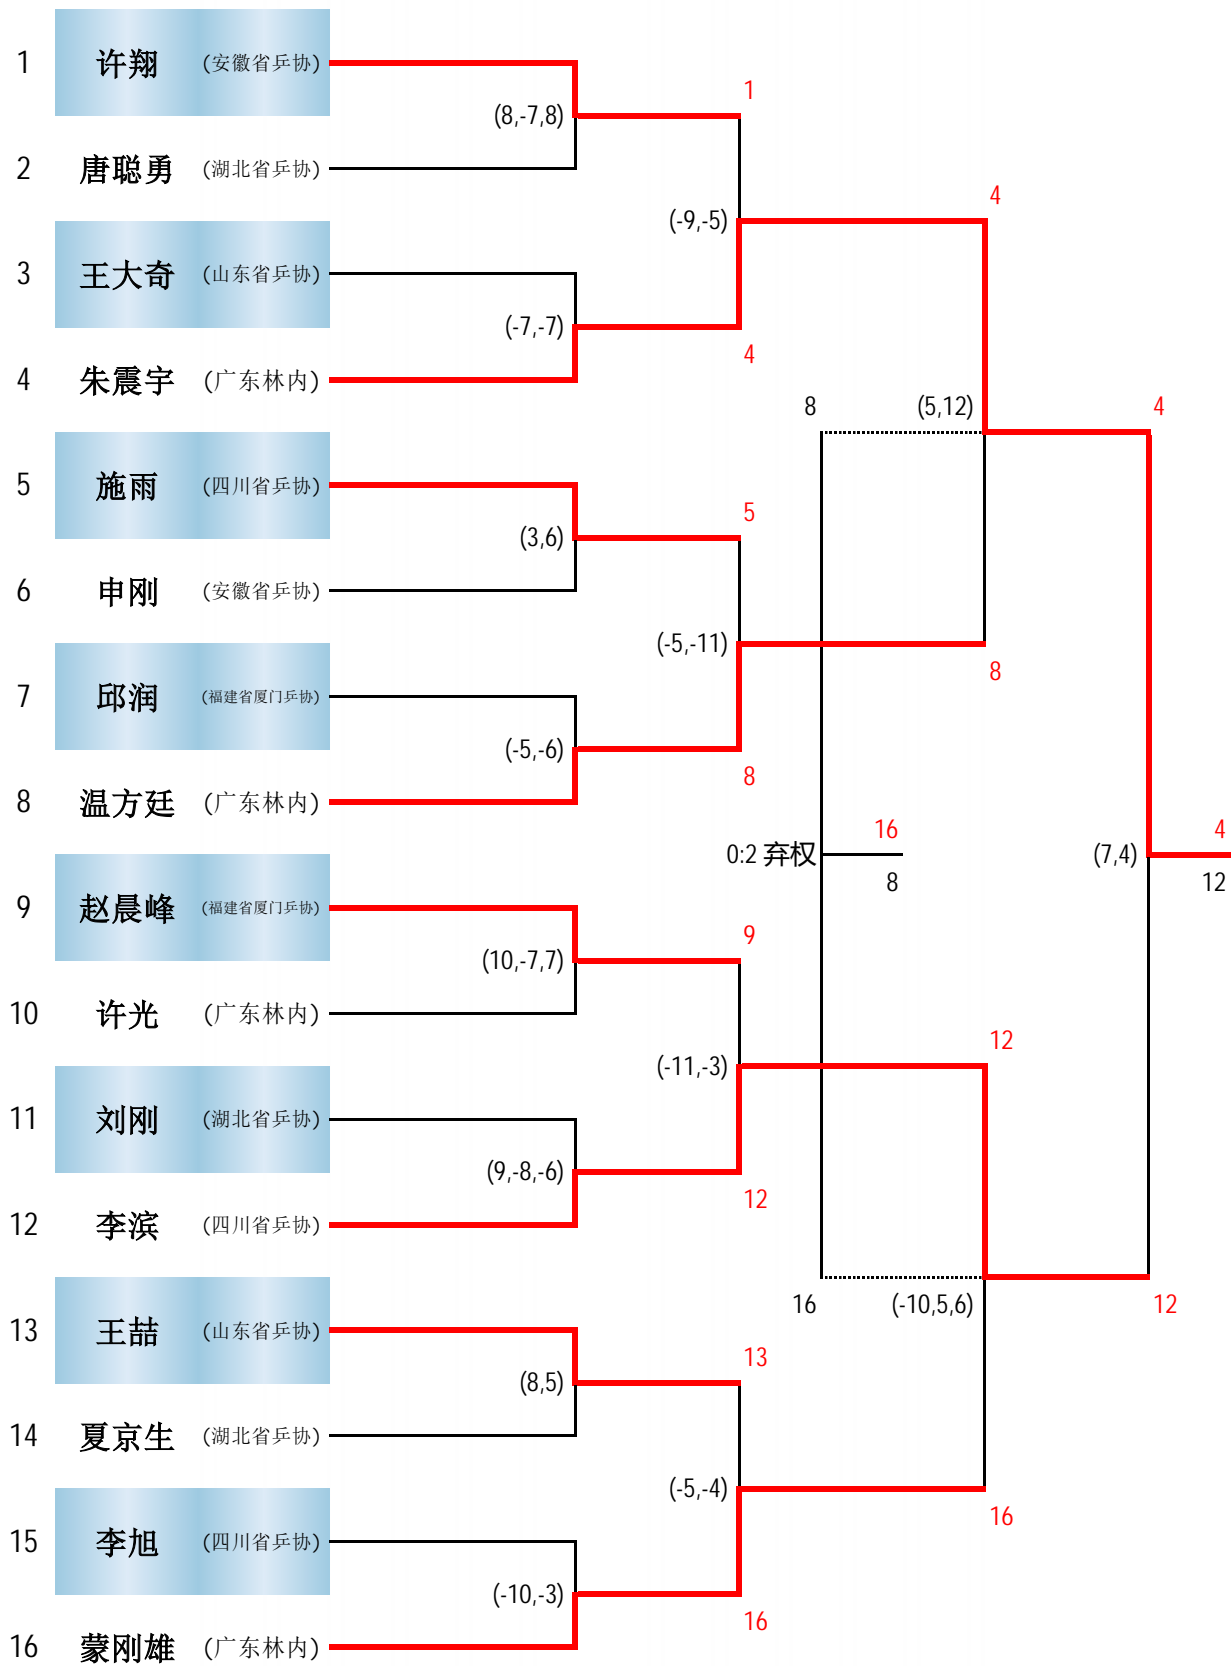 1 许翔 (安徽省乒协)
1
(8,-7,8)
2 唐聪勇 (湖北省乒协)
4
(-9,-5)
3 王大奇 (山东省乒协)
(-7,-7)
4
4 朱震宇 (广东林内)
8 (5,12) 4
5 施雨 (四川省乒协)
5
(3,6)
6 申刚 (安徽省乒协)
(-5,-11)
8
7 邱润 (福建省厦门乒协)
(-5,-6)
8
8 温方廷 (广东林内)
16 4
0:2 弃权 (7,4)
8 12
9 赵晨峰 (福建省厦门乒协)
9
(10,-7,7)
10 许光 (广东林内)
12
(-11,-3)
11 刘刚 (湖北省乒协)
(9,-8,-6)
12
12 李滨 (四川省乒协)
16 (-10,5,6) 12
13 王喆 (山东省乒协)
13
(8,5)
14 夏京生 (湖北省乒协)
(-5,-4)
16
15 李旭 (四川省乒协)
(-10,-3)
16
16 蒙刚雄 (广东林内)